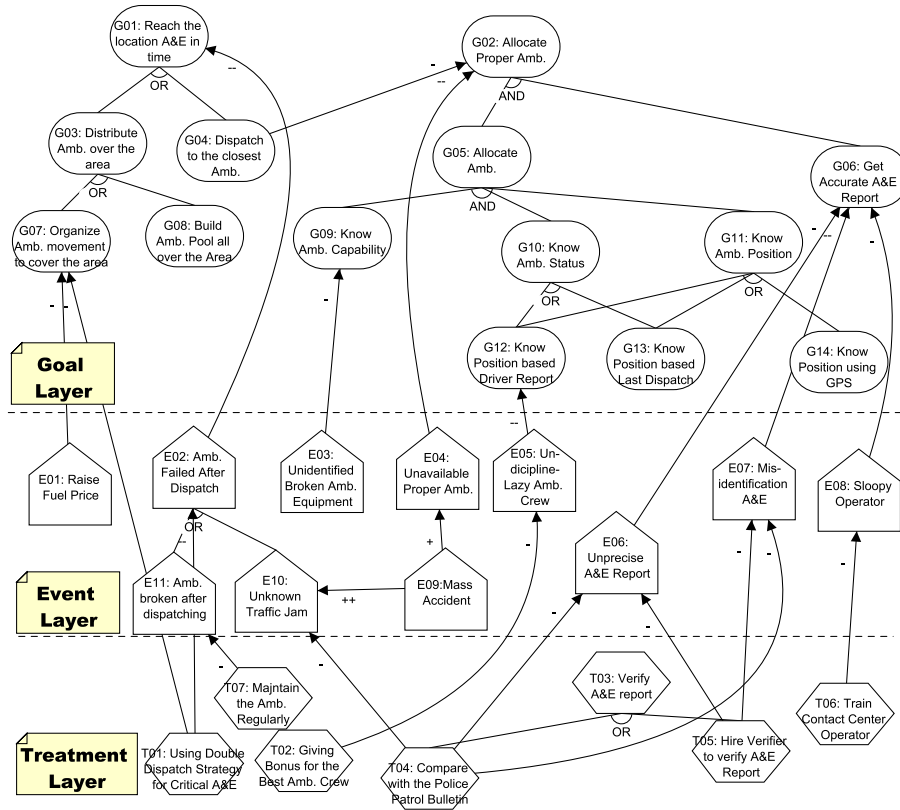 G01: Reach the
location A&E in
time
G02: Allocate
Proper Amb.
--
-
--
OR
AND
G03: Distribute
Amb. over the
area
G04: Dispatch
to the closest
Amb.
G05: Allocate
Amb.
G06: Get
Accurate A&E
Report
OR
AND
G07: Organize
Amb. movement
to cover the area
G08: Build
Amb. Pool all
over the Area
G09: Know
Amb. Capability
G10: Know
Amb. Status
G11: Know
Amb. Position
-
--
-
-
-
-
OR
OR
G12: Know
Position based
Driver Report
G13: Know
Position based
Last Dispatch
G14: Know
Position using
GPS
Goal
Layer
--
E01: Raise
Fuel Price
E02: Amb.
Failed After
Dispatch
E03:
Unidentified
Broken Amb.
Equipment
E04:
Unavailable
Proper Amb.
E05: Un-
dicipline-
Lazy Amb.
Crew
E07: Mis-
identification
A&E
E08: Sloopy
Operator
OR
--
+
-
-
-
-
E06:
Unprecise
A&E Report
Event
Layer
E11: Amb.
broken after
dispatching
E10:
Unknown
Traffic Jam
++
E09:Mass
Accident
-
-
-
-
T07: Majntain
the Amb.
Regularly
T03: Verify
A&E report
OR
T06: Train
Contact Center
Operator
Treatment
Layer
T01: Using Double
Dispatch Strategy
for Critical A&E
T02: Giving
Bonus for the
Best Amb. Crew
T04: Compare
with the Police
Patrol Bulletin
T05: Hire Verifier
to verify A&E
Report